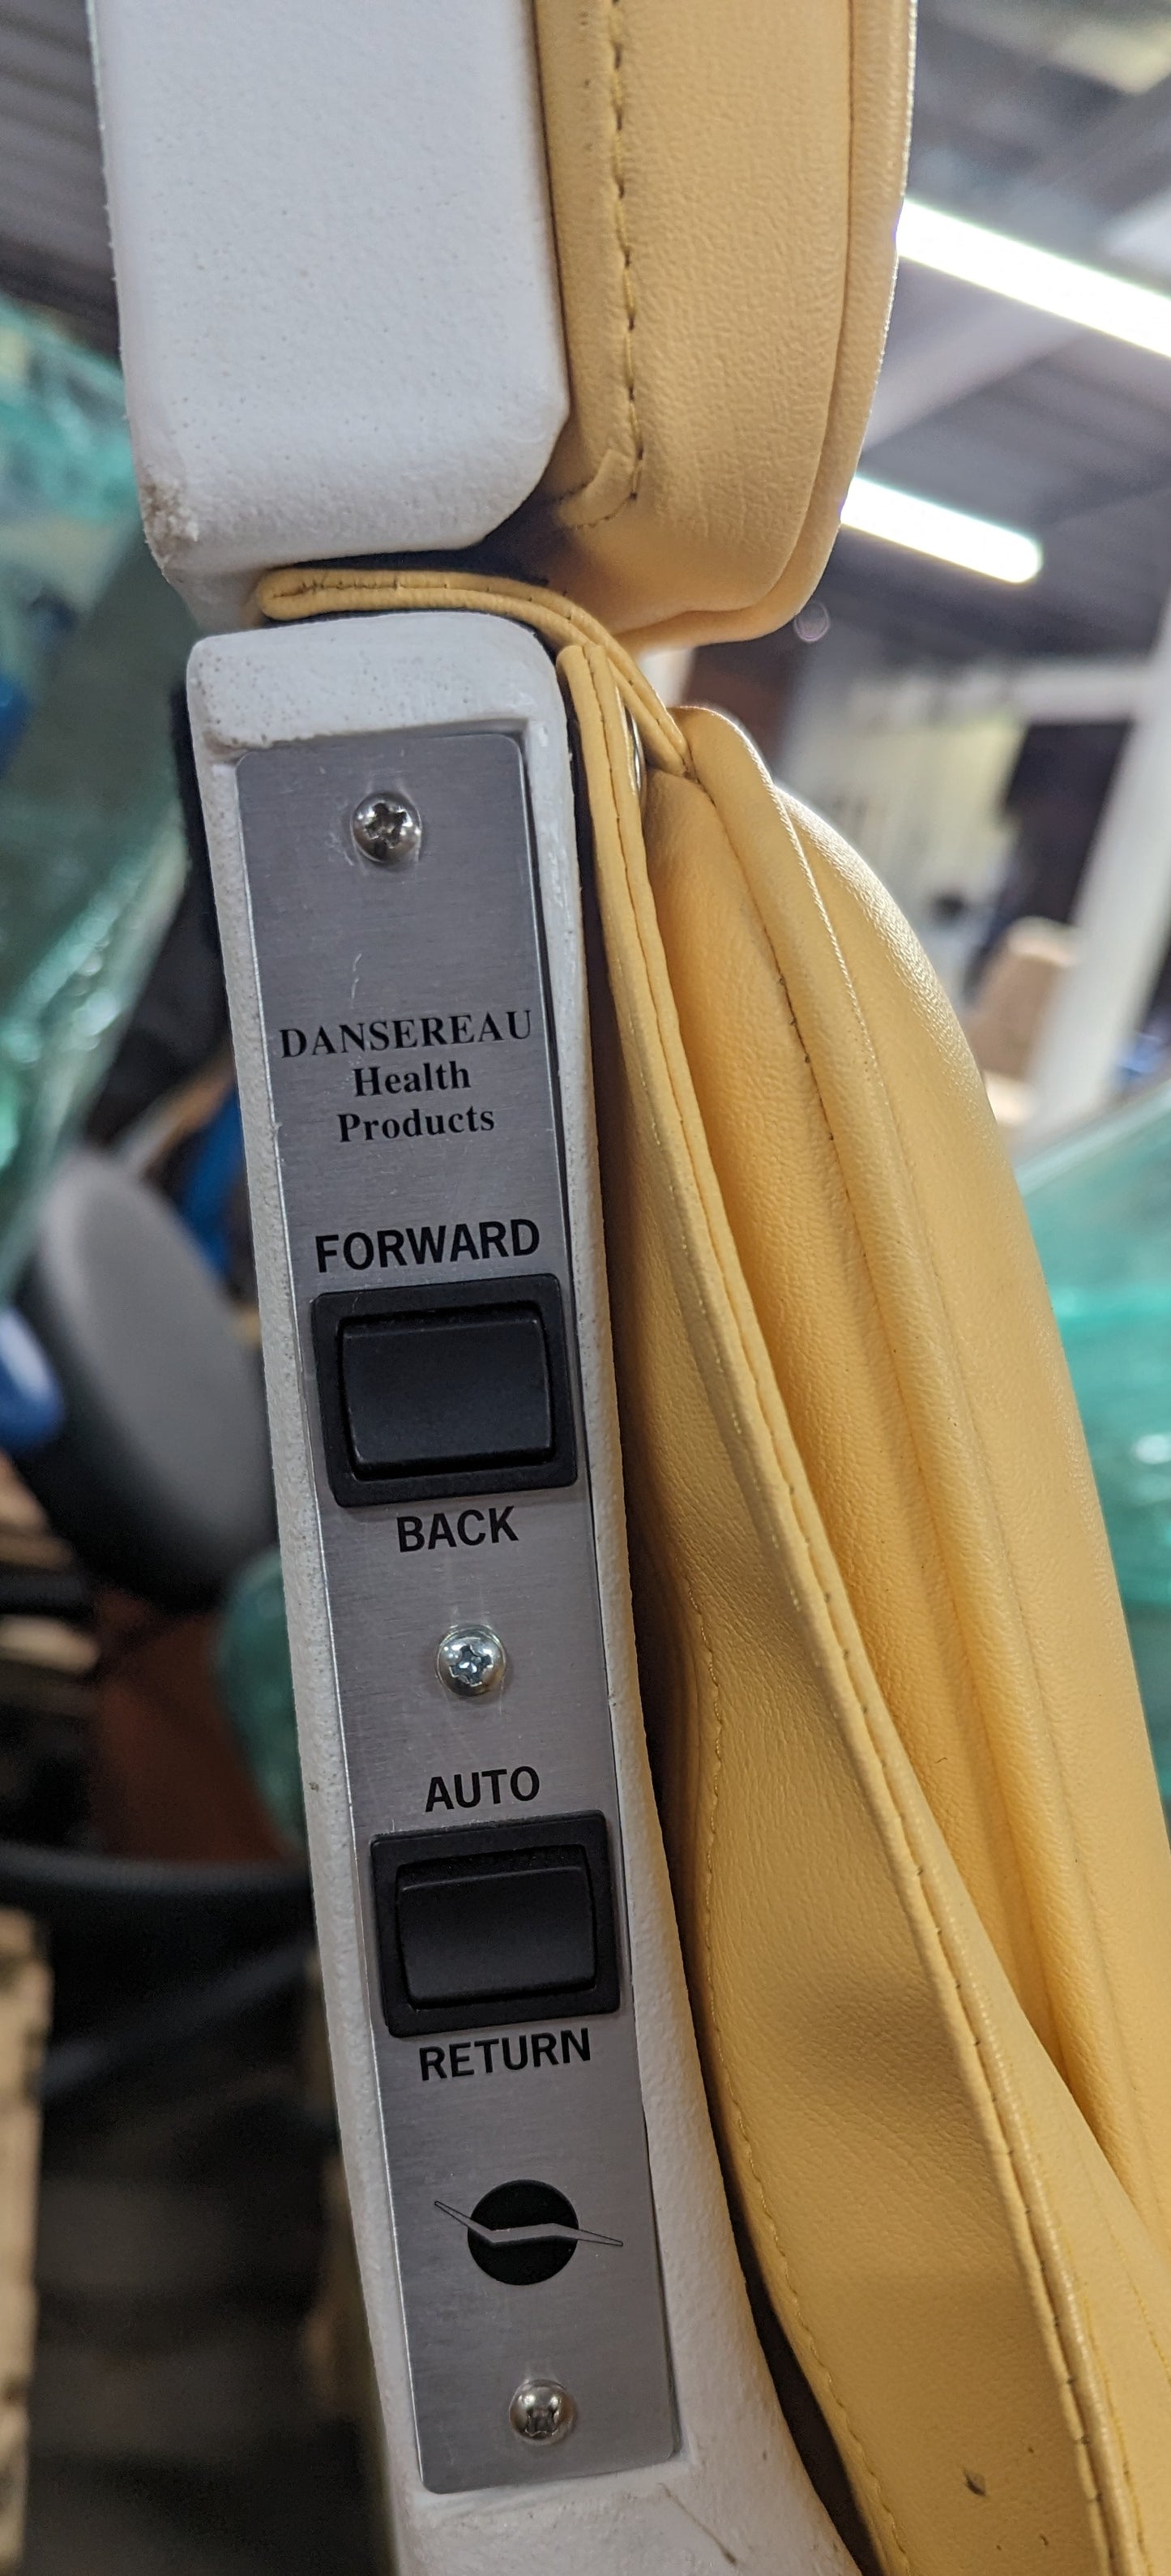 DANSEREAU
Health
Products
FORWARD
BACK
AUTO
RETURN